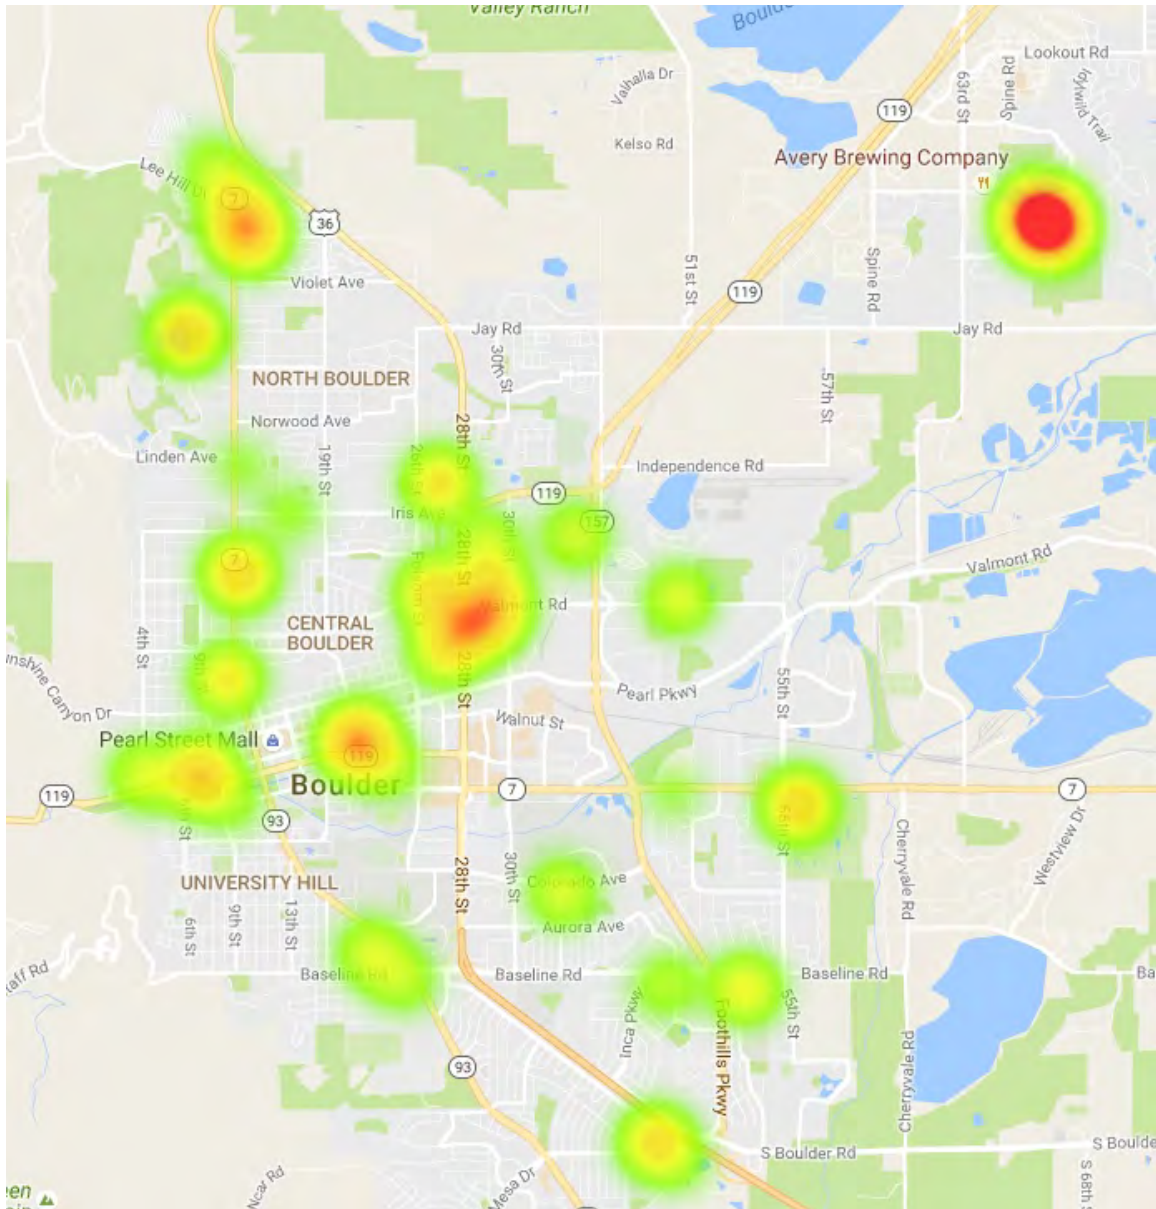 Valley Ranch
Lookout Rd
Valhalla Dr
63rd St
Spine Rd
Idylwild Trail
119
Kelso Rd
Avery Brewing Company
Lee Hill Dr
7
36
Violet Ave
51st St
Spine Rd
119
Jay Rd
Jay Rd
30th St
57th St
NORTH BOULDER
Norwood Ave
28th St
Linden Ave
19th St
26th St
Independence Rd
119
Iris Ave
30th St
157
28th St
7
Folsom St
Valmont Rd
Valmont Rd
CENTRAL
BOULDER
4th St
9th St
28th St
55th St
Sunshine Canyon Dr
Pearl Pkwy
Walnut St
Pearl Street Mall
119
Boulder
119
7
7
93
55th St
Cherryvale Rd
Westview Dr
28th St
30th St
Colorado Ave
UNIVERSITY HILL
6th St
9th St
13th St
Aurora Ave
Baseline Rd
Baseline Rd
Baseline Rd
Ba
aff Rd
Inca Pkwy
Foothills Pkwy
55th St
Cherryvale Rd
93
S Boulder Rd
S Boulde
Mesa Dr
Ncar Rd
S 68th St
een